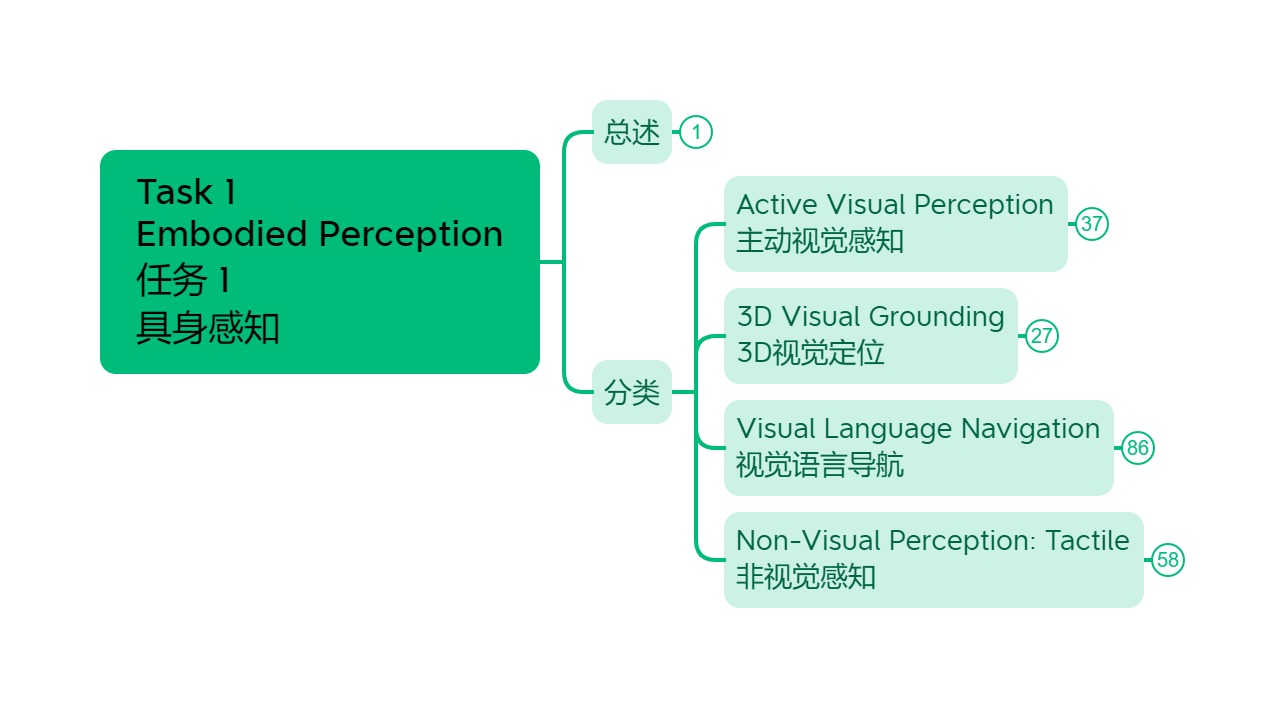 Task 1
Embodied Perception
任务 1
具身感知
总述
1
分类
Active Visual Perception
主动视觉感知
37
3D Visual Grounding
3D视觉定位
27
Visual Language Navigation
视觉语言导航
86
Non-Visual Perception: Tactile
非视觉感知
58